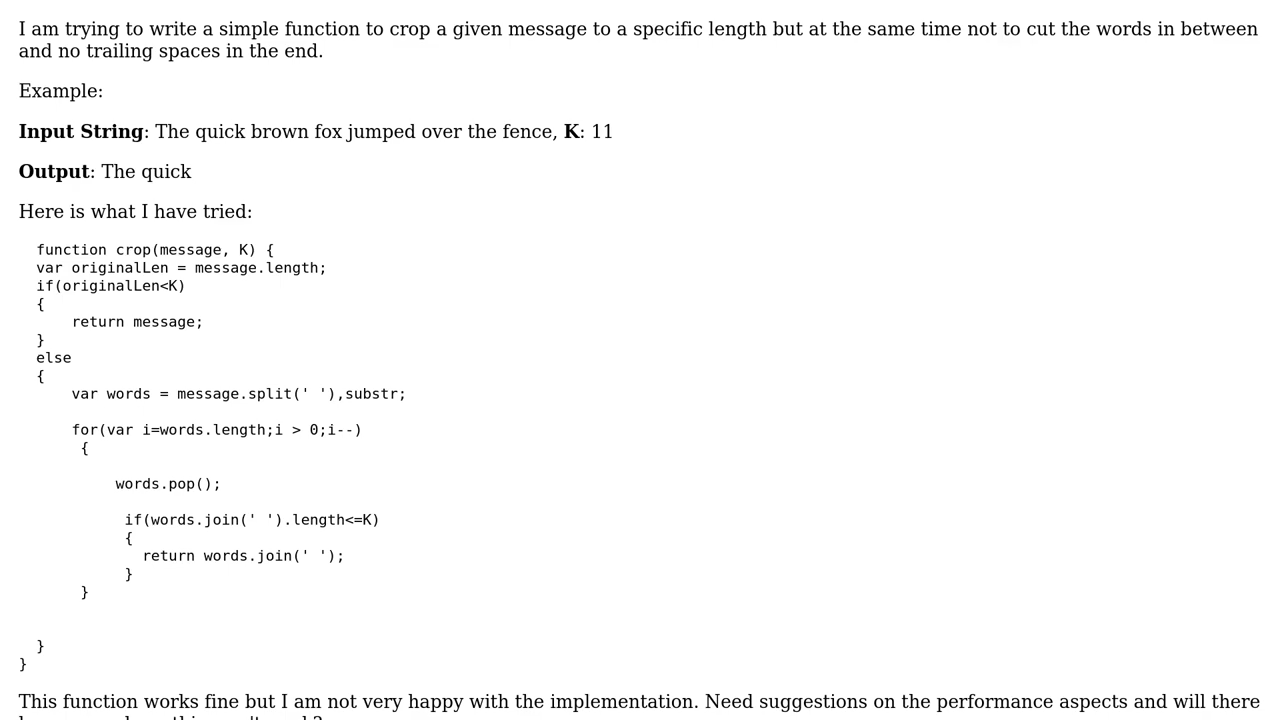 I am trying to write a simple function to crop a given message to a specific length but at the same time not to cut the words in between
and no trailing spaces in the end.
Example:
Input String: The quick brown fox jumped over the fence, K: 11
Output: The quick
Here is what I have tried:
function crop(message, K) {
var originalLen = message.length;
if(originalLen<K)
{
return message;
}
else
{
var words = message.split(' '),substr;
for(var i=words.length;i > 0;i--)
{
words.pop();
if(words.join(' ').length<=K)
{
return words.join(' ');
}
}
}
}
This function works fine but I am not very happy with the implementation. Need suggestions on the performance aspects and will there